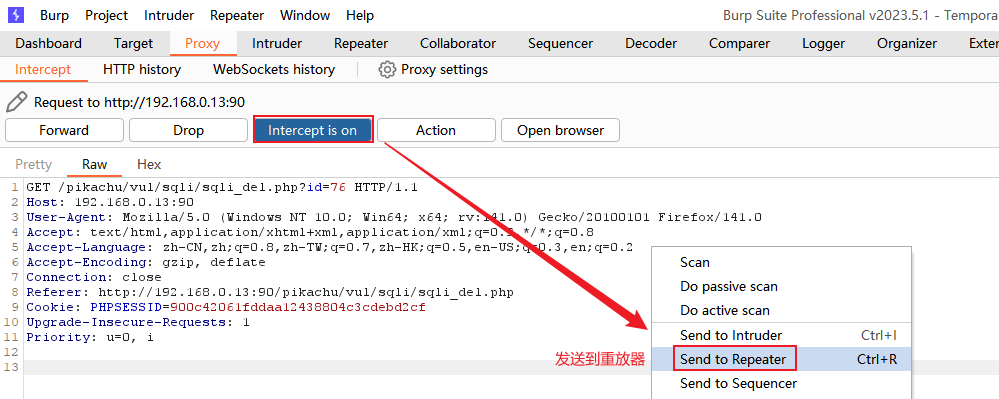 Burp Project Intruder Repeater Window Help Burp Suite Professional v2023.5.1 - Tempora
Dashboard Target Proxy Intruder Repeater Collaborator Sequencer Decoder Comparer Logger Organizer Exter
Intercept HTTP history WebSockets history Proxy settings
Request to http://192.168.0.13:90
Forward Drop Intercept is on Action Open browser
Pretty Raw Hex
1 GET /pikachu/vul/sqli/sqli_del.php?id=76 HTTP/1.1
2 Host: 192.168.0.13:90
3 User-Agent: Mozilla/5.0 (Windows NT 10.0; Win64; x64; rv:141.0) Gecko/20100101 Firefox/141.0
4 Accept: text/html,application/xhtml+xml,application/xml;q=0.9,*/*;q=0.8
5 Accept-Language: zh-CN,zh;q=0.8,zh-TW;q=0.7,zh-HK;q=0.5,en-US;q=0.3,en;q=0.2
6 Accept-Encoding: gzip, deflate
7 Connection: close
8 Referer: http://192.168.0.13:90/pikachu/vul/sqli/sqli_del.php
9 Cookie: PHPSESSID=900c42061fddaa12438804c3cdebd2cf
10 Upgrade-Insecure-Requests: 1
11 Priority: u=0, i
12
13
Scan
Do passive scan
Do active scan
Send to Intruder Ctrl+I
发送到重放器
Send to Repeater Ctrl+R
Send to Sequencer